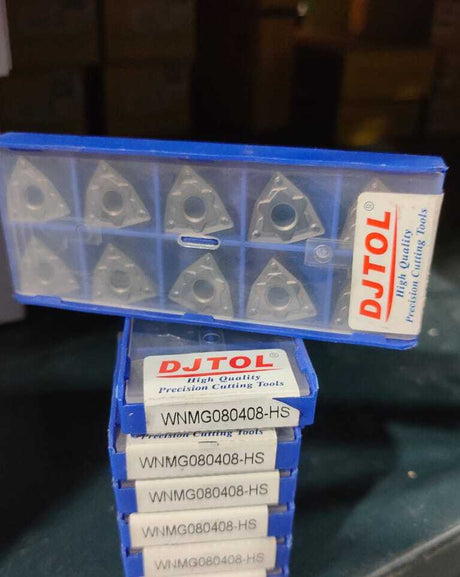 DJTOL®
High Quality
Precision Cutting Tools
DJTOL®
High Quality
Precision Cutting Tools
WNMG080408-HS
Precision Cutting Tools
WNMG080408-HS
WNMG080408-HS
WNMG080408-HS
WNMG080408-HS